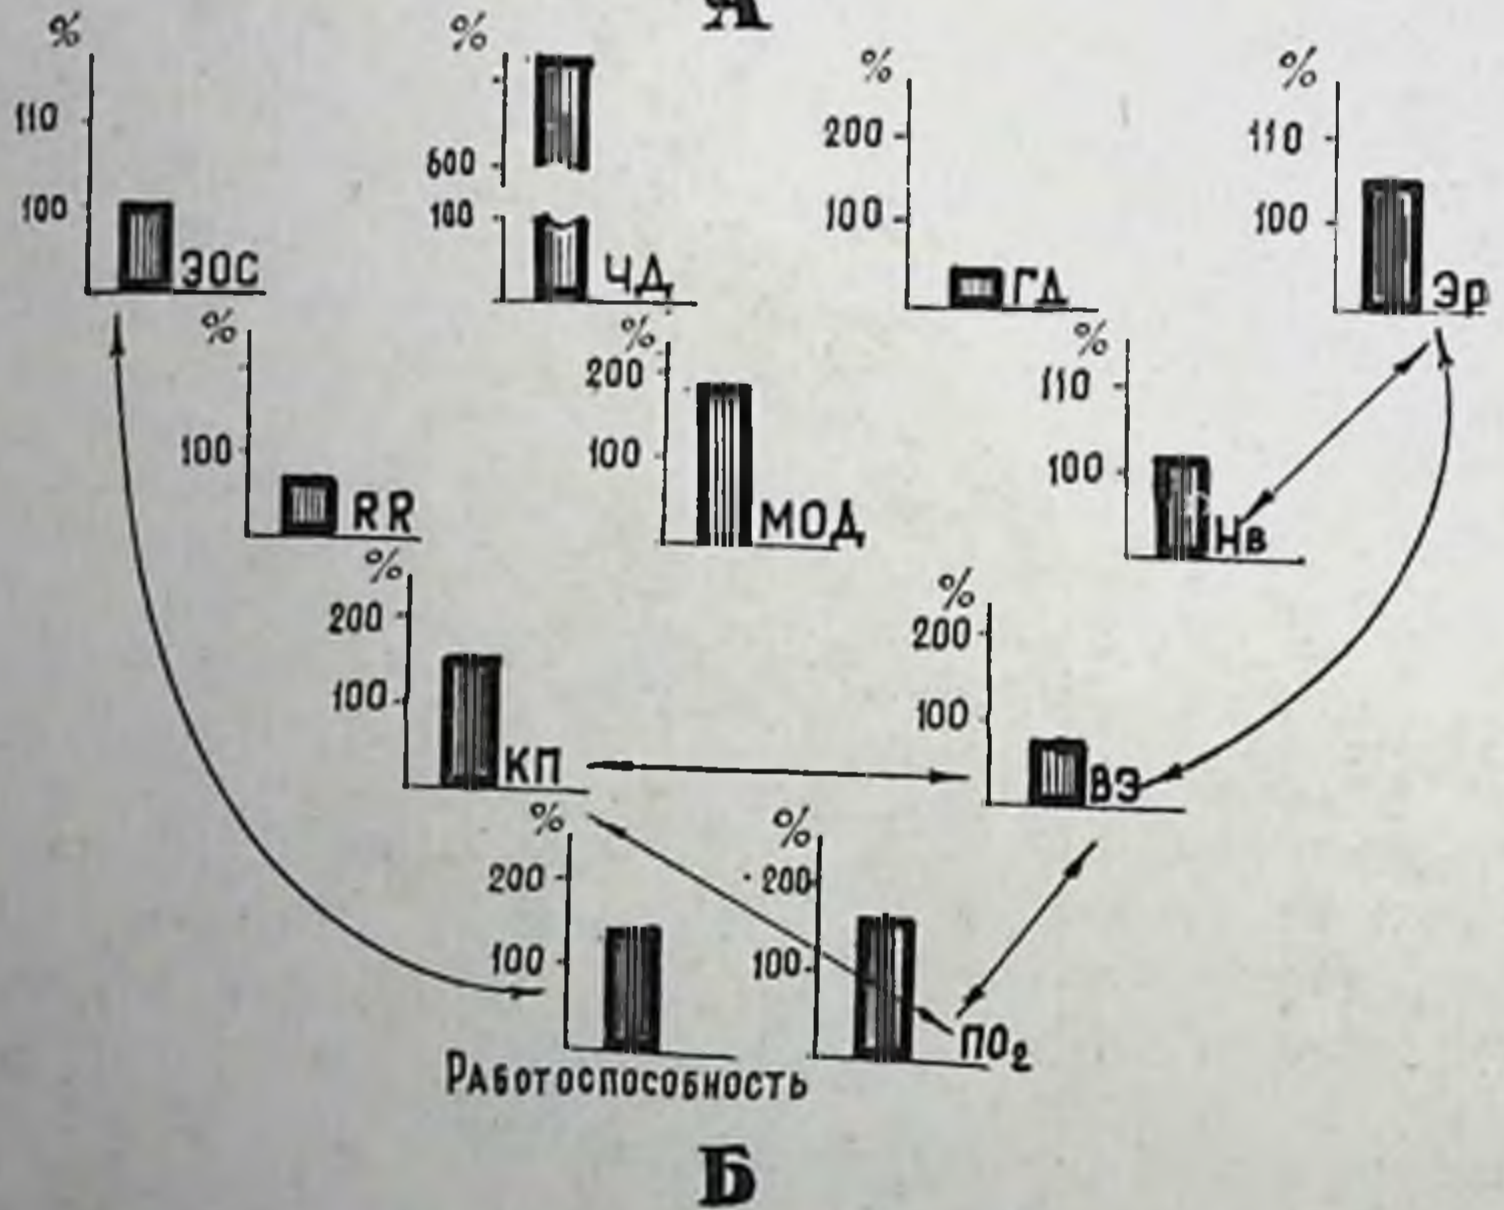 А
% % % %
110 600 200 110
100 100 100 100
ЭОС ЧД ГД Эр
% % %
100 200 110
100 100
RR МОД Нв
% %
200 200
100 100
КП ВЭ
% %
200 200
100 100
ПО₂
Работоспособность
Б